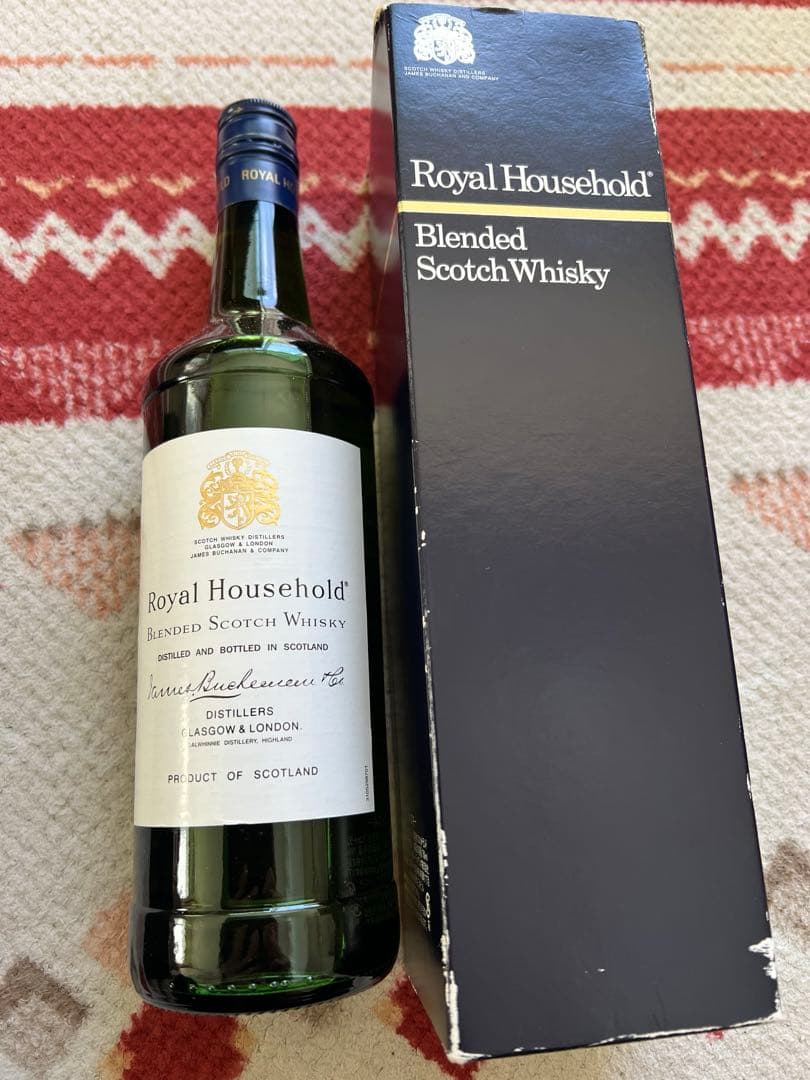 ROYAL HO
SCOTCH WHISKY DISTILLERS
GLASGOW & LONDON
JAMES BUCHANAN & COMPANY
Royal Household®
BLENDED SCOTCH WHISKY
DISTILLED AND BOTTLED IN SCOTLAND
James Buchanan & Co.
DISTILLERS
GLASGOW & LONDON.
DALWHINNIE DISTILLERY, HIGHLAND
PRODUCT OF SCOTLAND
SCOTCH WHISKY DISTILLERS
JAMES BUCHANAN AND COMPANY
Royal Household®
Blended
Scotch Whisky